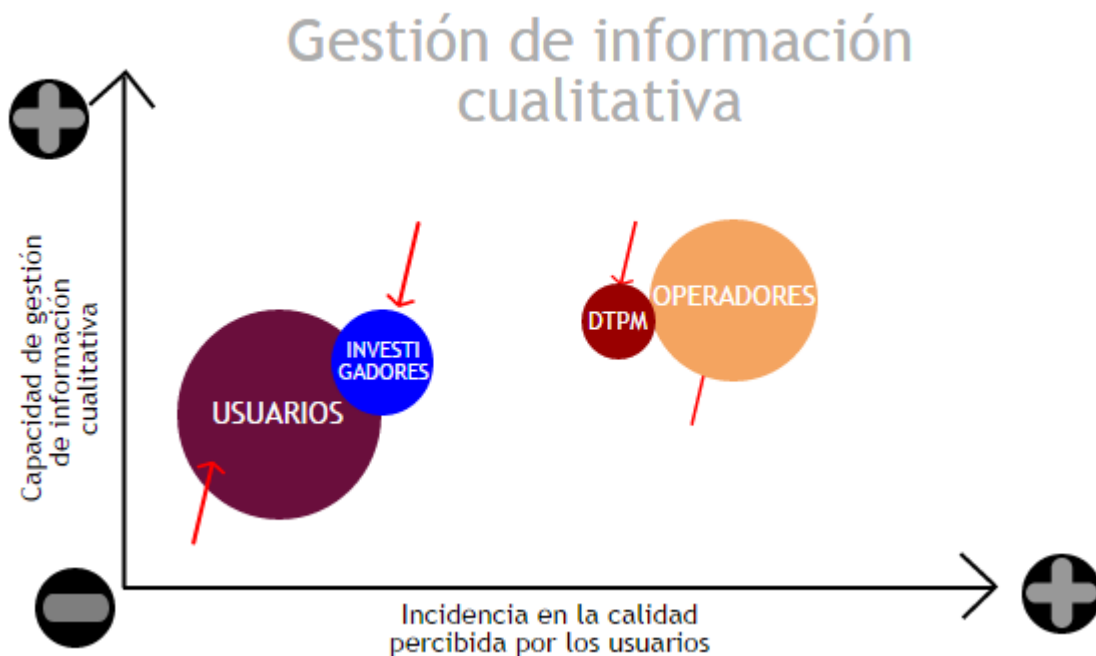 Gestión de información
cualitativa
Capacidad de gestión
de información
cualitativa
USUARIOS
INVESTI
GADORES
DTPM
OPERADORES
Incidencia en la calidad
percibida por los usuarios